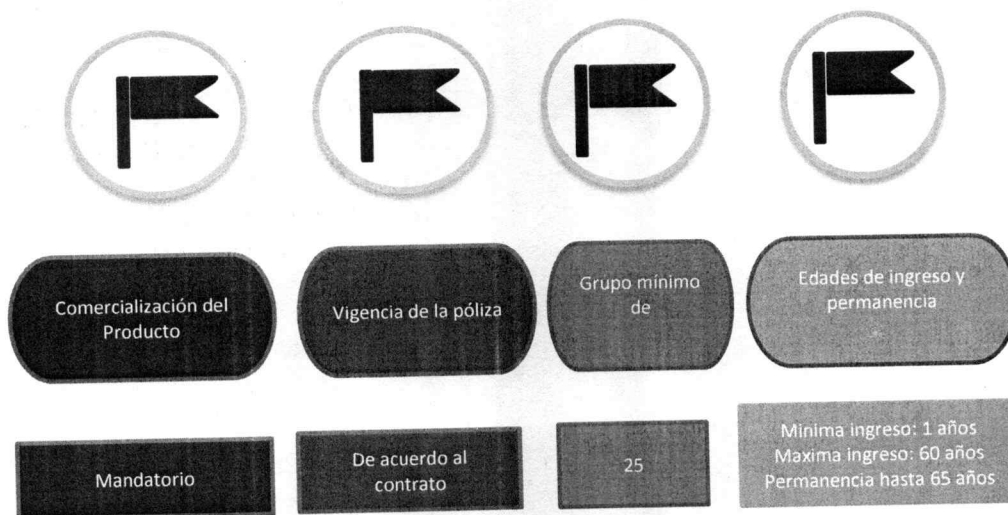 Comercialización del
Producto
Vigencia de la póliza
Grupo mínimo
de
Edades de ingreso y
permanencia
Mandatorio
De acuerdo al
contrato
25
Minima ingreso: 1 años
Maxima ingreso: 60 años
Permanencia hasta 65 años